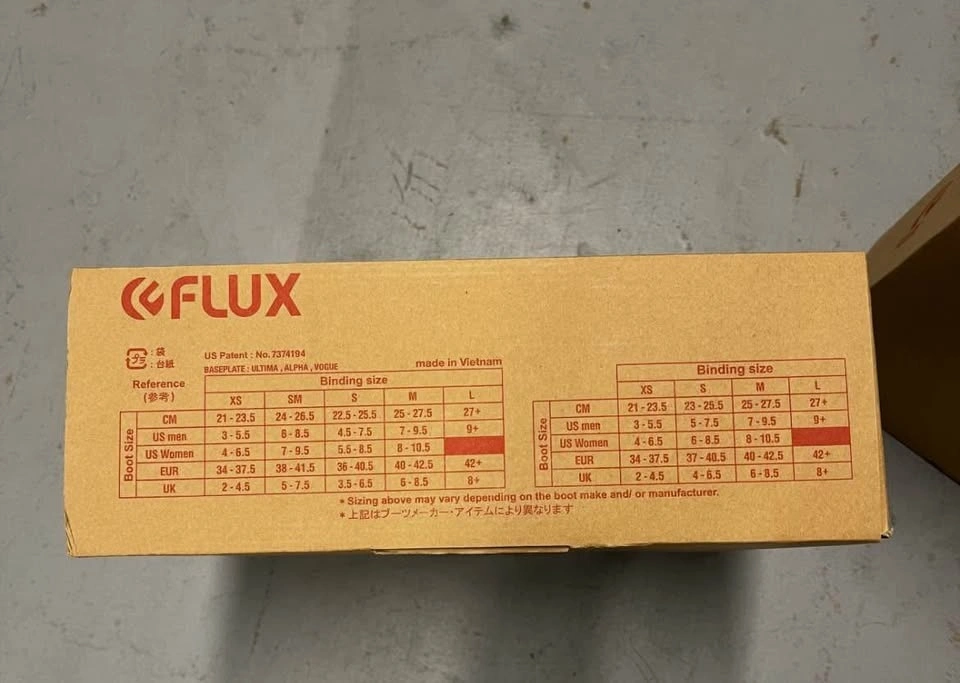 FLUX
プラ : 袋
: 台紙
US Patent : No.7374194
BASEPLATE : ULTIMA , ALPHA , VOGUE
made in Vietnam
Reference
(参考)
Binding size
XS SM S M L
Boot Size
CM 21 - 23.5 24 - 26.5 22.5 - 25.5 25 - 27.5 27+
US men 3 - 5.5 6 - 8.5 4.5 - 7.5 7 - 9.5 9+
US Women 4 - 6.5 7 - 9.5 5.5 - 8.5 8 - 10.5
EUR 34 - 37.5 38 - 41.5 36 - 40.5 40 - 42.5 42+
UK 2 - 4.5 5 - 7.5 3.5 - 6.5 6 - 8.5 8+
Binding size
XS S M L
Boot Size
CM 21 - 23.5 23 - 25.5 25 - 27.5 27+
US men 3 - 5.5 5 - 7.5 7 - 9.5 9+
US Women 4 - 6.5 6 - 8.5 8 - 10.5
EUR 34 - 37.5 37 - 40.5 40 - 42.5 42+
UK 2 - 4.5 4 - 6.5 6 - 8.5 8+
* Sizing above may vary depending on the boot make and/ or manufacturer.
* 上記はブーツメーカー・アイテムにより異なります